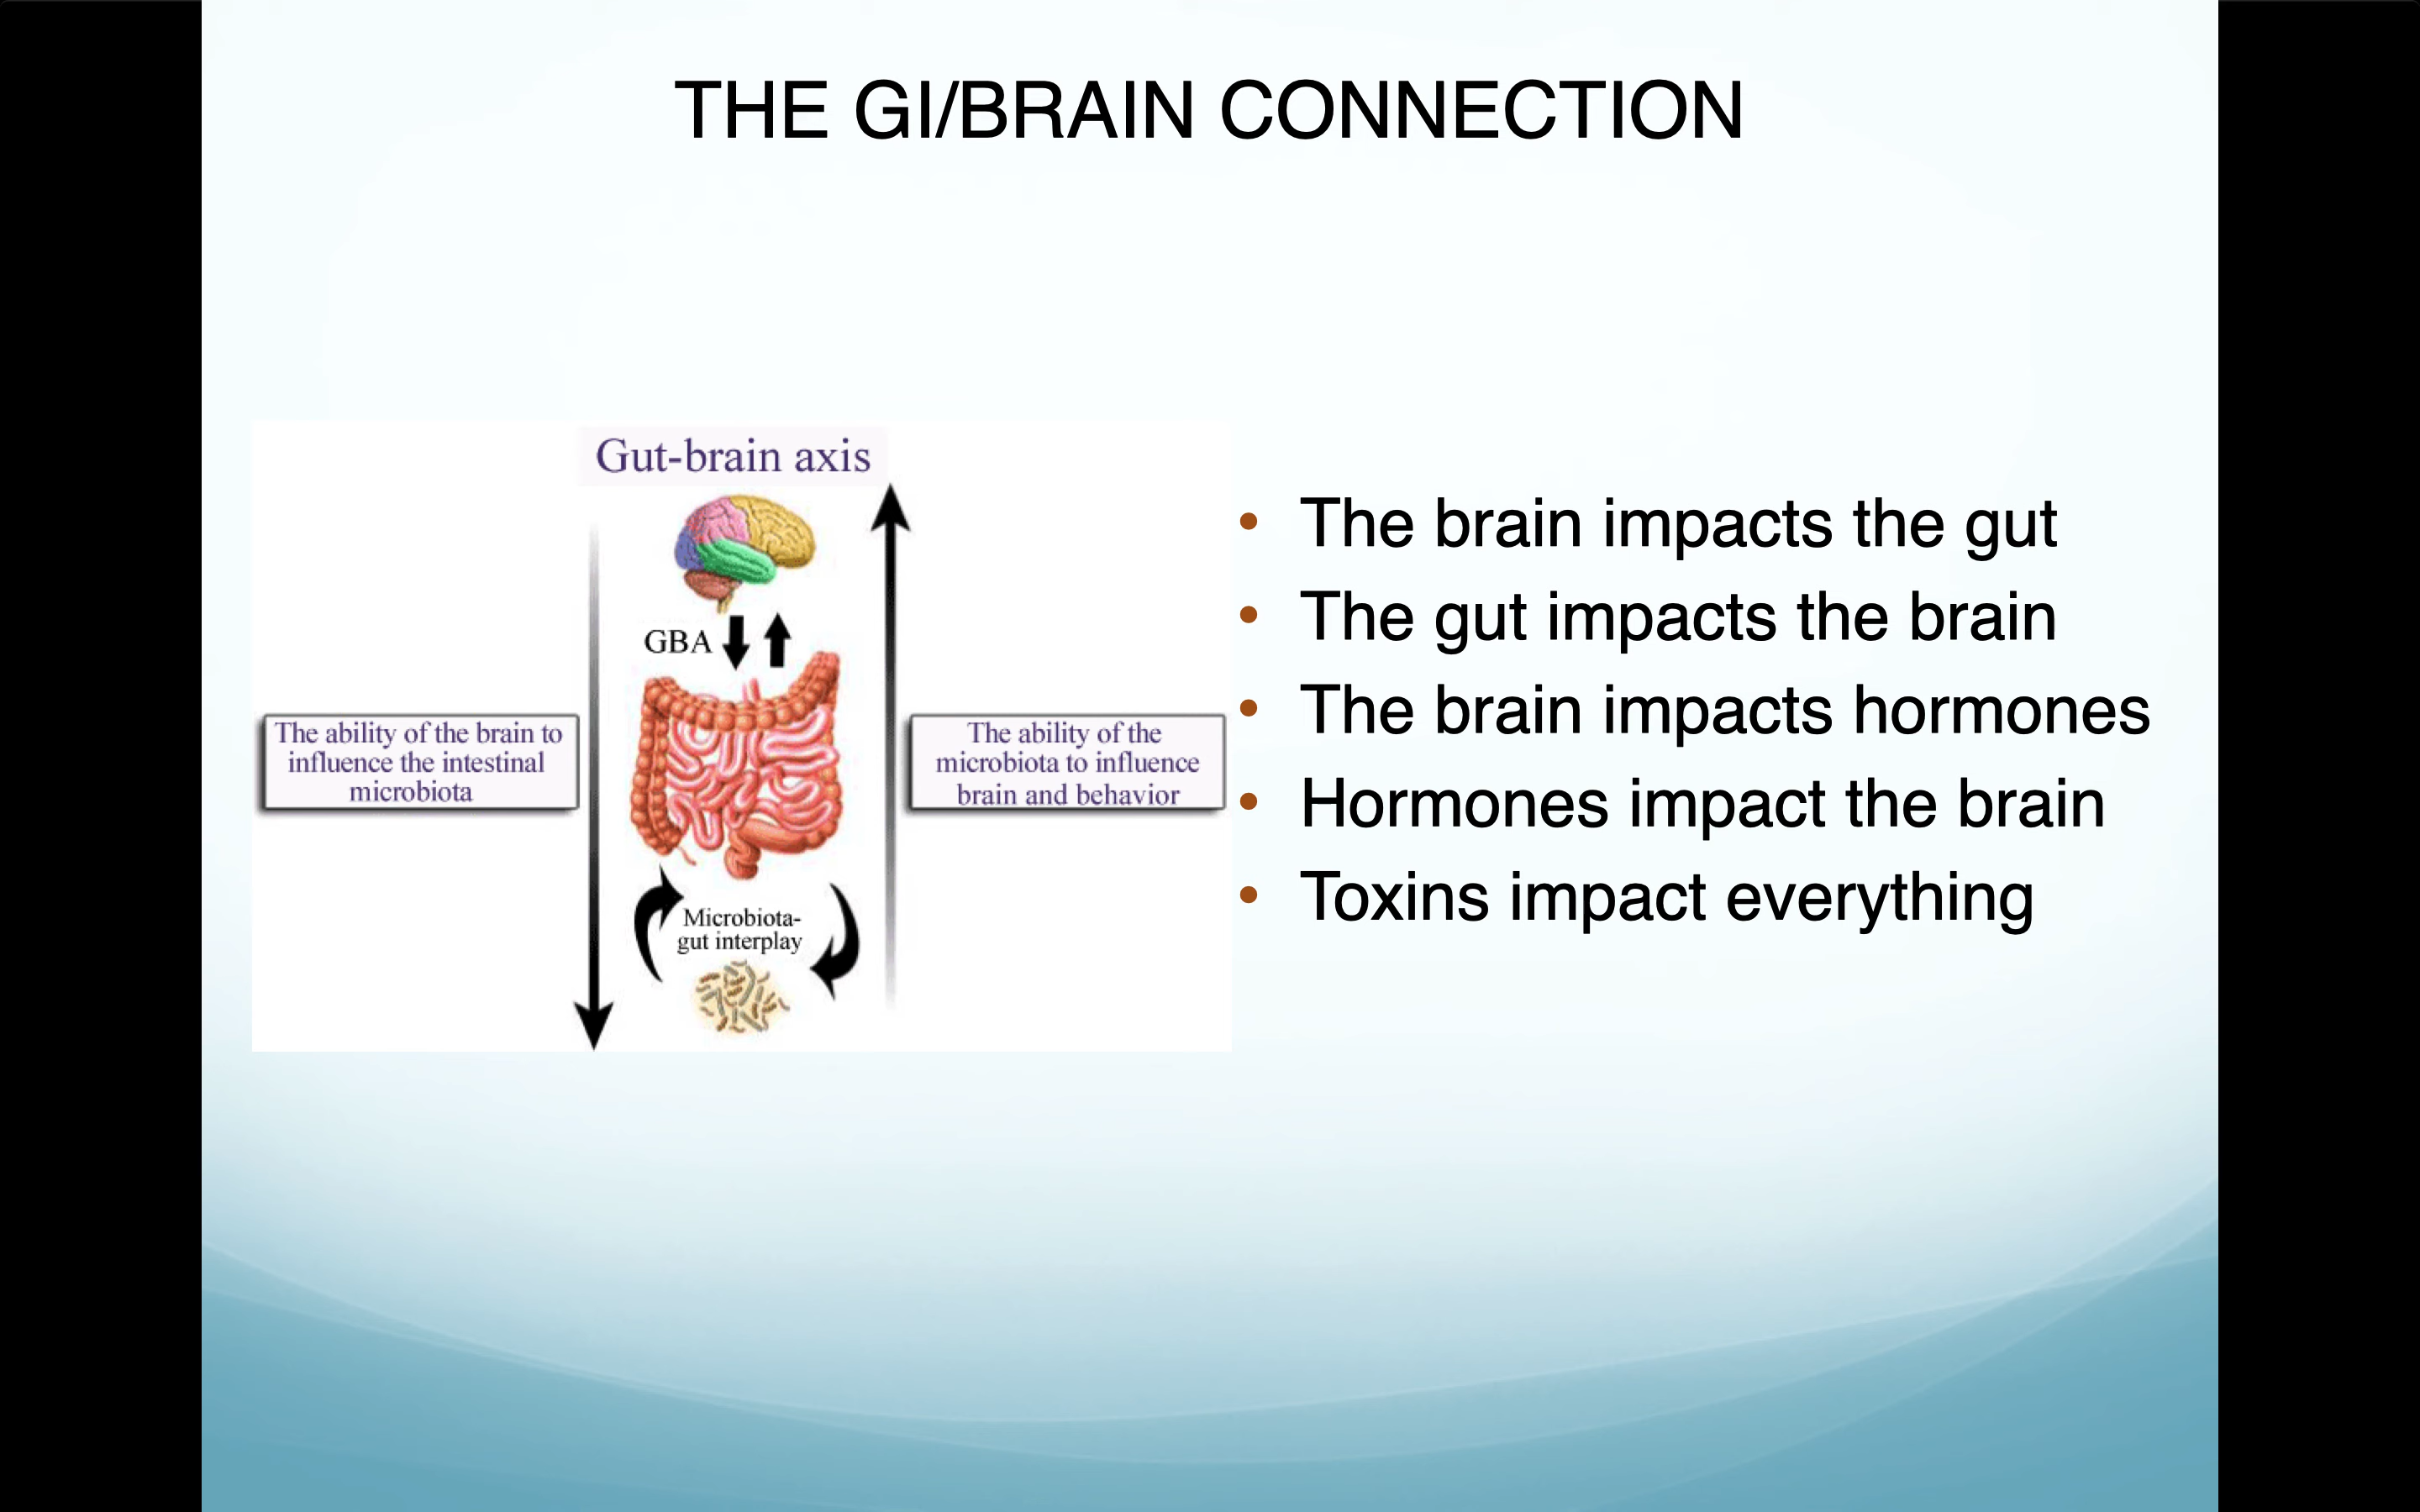 THE GI/BRAIN CONNECTION
Gut-brain axis
GBA
The ability of the brain to
influence the intestinal
microbiota
The ability of the
microbiota to influence
brain and behavior
Microbiota-
gut interplay
• The brain impacts the gut
• The gut impacts the brain
• The brain impacts hormones
• Hormones impact the brain
• Toxins impact everything